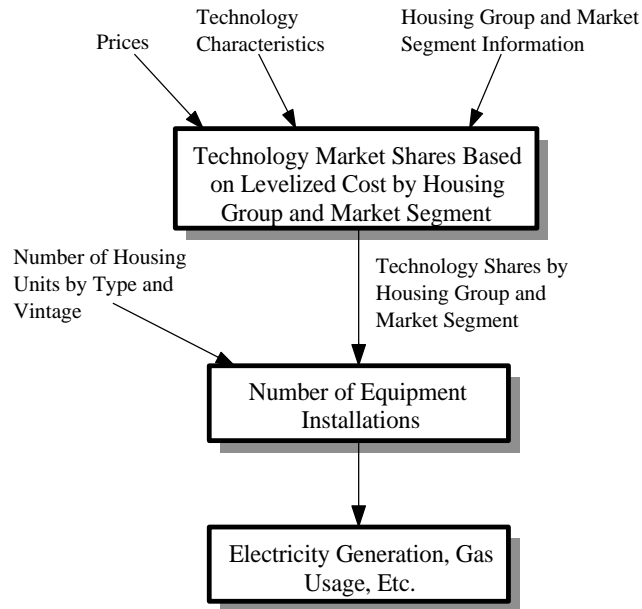 Prices
Technology
Characteristics
Housing Group and Market
Segment Information
Technology Market Shares Based
on Levelized Cost by Housing
Group and Market Segment
Number of Housing
Units by Type and
Vintage
Technology Shares by
Housing Group and
Market Segment
Number of Equipment
Installations
Electricity Generation, Gas
Usage, Etc.